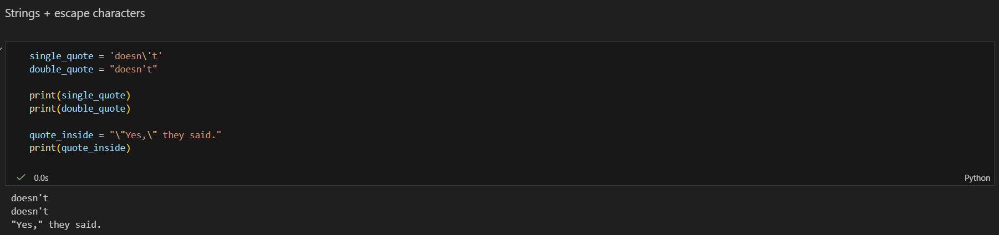 Strings + escape characters
single_quote = 'doesn\'t'
double_quote = "doesn't"
print(single_quote)
print(double_quote)
quote_inside = "\"Yes,\" they said."
print(quote_inside)
0.0s
Python
doesn't
doesn't
"Yes," they said.